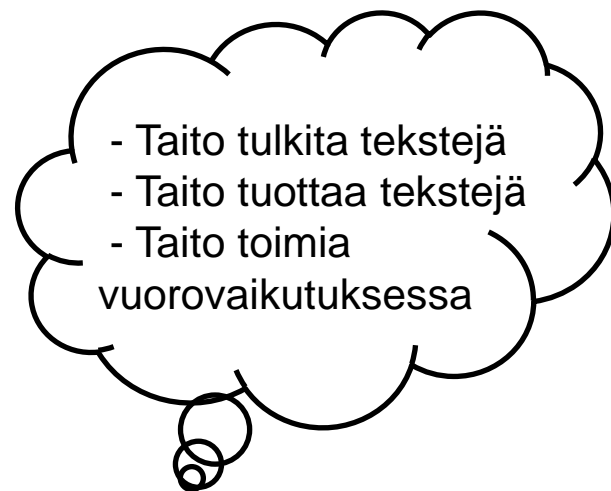 - Taito tulkita tekstejä
- Taito tuottaa tekstejä
- Taito toimia
vuorovaikutuksessa